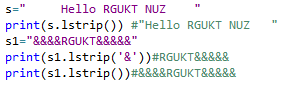 s="     Hello RGUKT NUZ     "
print(s.lstrip()) #"Hello RGUKT NUZ   "
s1="&&&&RGUKT&&&&&"
print(s1.lstrip('&'))#RGUKT&&&&&
print(s1.lstrip())#&&&&RGUKT&&&&&